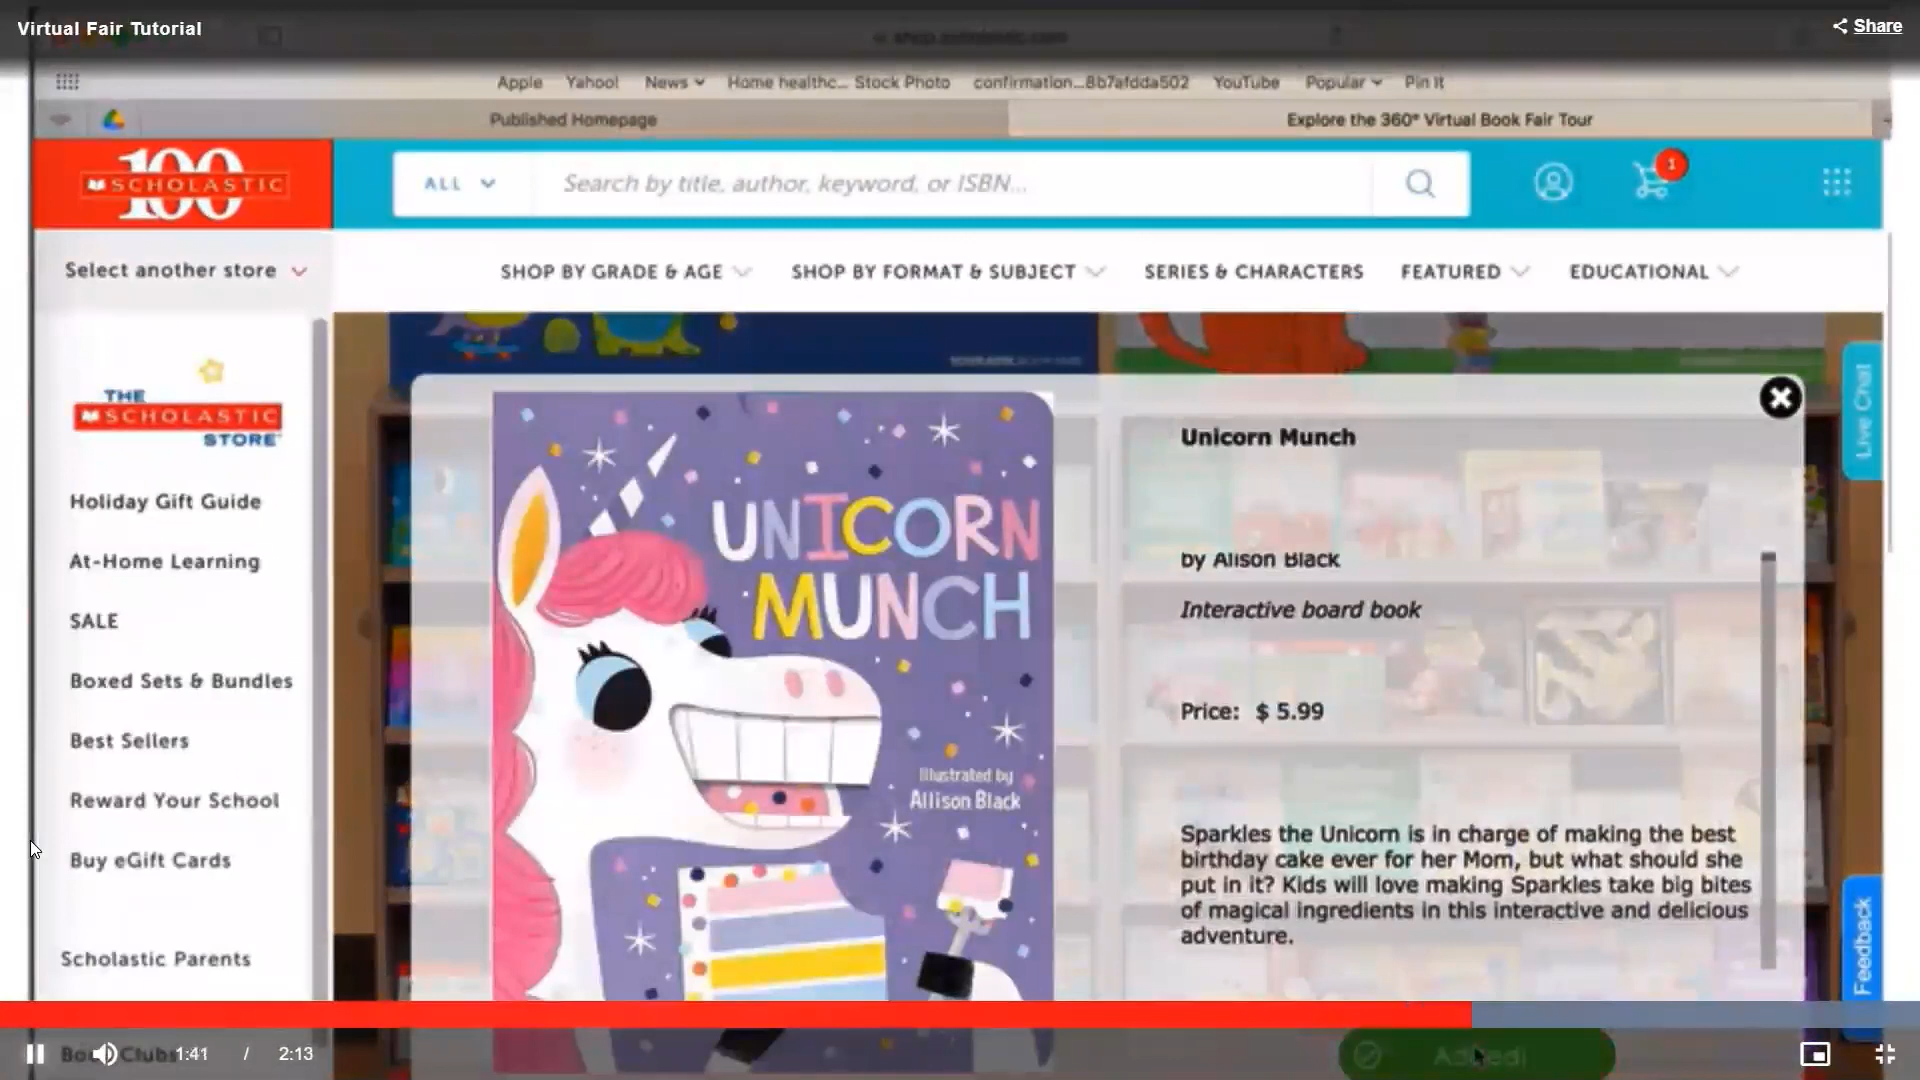 Virtual Fair Tutorial
Share
Apple Yahoo! News Home healthc... Stock Photo confirmation...8b7afdda502 YouTube Popular Pin It
Published Homepage
Explore the 360° Virtual Book Fair Tour
100
SCHOLASTIC
ALL
Search by title, author, keyword, or ISBN...
1
Select another store
SHOP BY GRADE & AGE
SHOP BY FORMAT & SUBJECT
SERIES & CHARACTERS
FEATURED
EDUCATIONAL
THE
SCHOLASTIC
STORE
Holiday Gift Guide
At-Home Learning
SALE
Boxed Sets & Bundles
Best Sellers
Reward Your School
Buy eGift Cards
Scholastic Parents
UNICORN
MUNCH
Illustrated by
Allison Black
Unicorn Munch
by Alison Black
Interactive board book
Price: $ 5.99
Sparkles the Unicorn is in charge of making the best
birthday cake ever for her Mom, but what should she
put in it? Kids will love making Sparkles take big bites
of magical ingredients in this interactive and delicious
adventure.
Live Chat
Feedback
Book Clubs
1:41 / 2:13
Added!